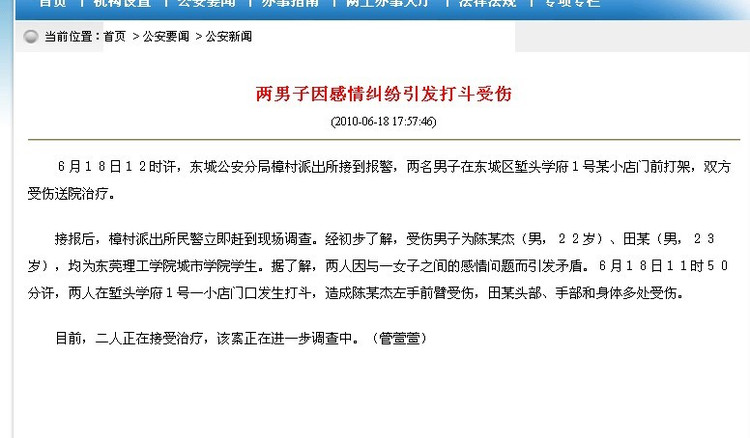 首页 | 机构设置 | 公安要闻 | 办事指南 | 网上办事大厅 | 法律法规 | 专项专栏
当前位置：首页 > 公安要闻 > 公安新闻
两男子因感情纠纷引发打斗受伤
(2010-06-18 17:57:46)
６月１８日１２时许，东城公安分局樟村派出所接到报警，两名男子在东城区堑头学府１号某小店门前打架，双方
受伤送院治疗。
接报后，樟村派出所民警立即赶到现场调查。经初步了解，受伤男子为陈某杰（男，２２岁）、田某（男，２３
岁），均为东莞理工学院城市学院学生。据了解，两人因与一女子之间的感情问题而引发矛盾。６月１８日１１时５０
分许，两人在堑头学府１号一小店门口发生打斗，造成陈某杰左手前臂受伤，田某头部、手部和身体多处受伤。
目前，二人正在接受治疗，该案正在进一步调查中。（管萱萱）